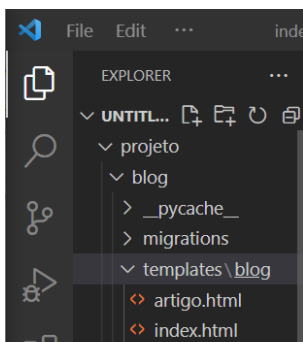 File Edit ... inde
EXPLORER ...
UNTITL...
projeto
blog
__pycache__
migrations
templates\blog
artigo.html
index.html